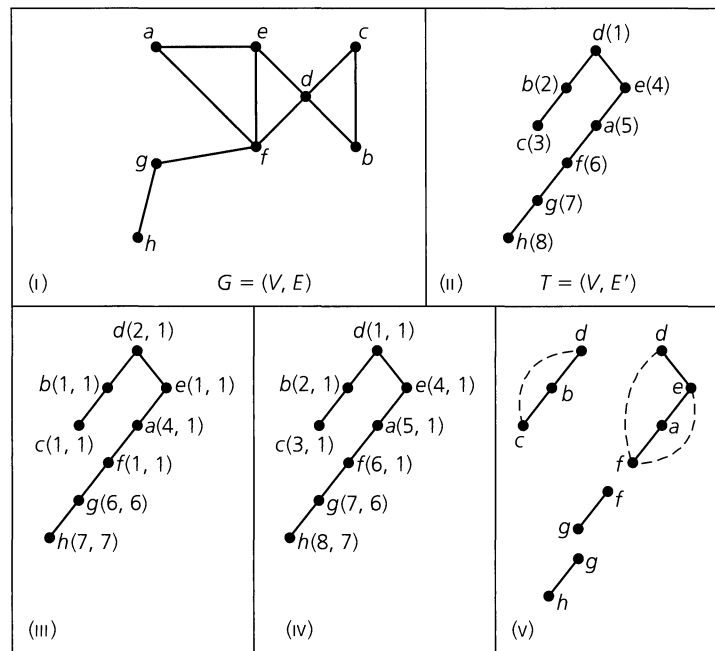 a e c
d
g f b
h
(I) G = (V, E)
d(1)
b(2) e(4)
c(3) a(5)
f(6)
g(7)
h(8)
(II) T = (V, E')
d(2, 1)
b(1, 1) e(1, 1)
c(1, 1) a(4, 1)
f(1, 1)
g(6, 6)
h(7, 7)
(III)
d(1, 1)
b(2, 1) e(4, 1)
c(3, 1) a(5, 1)
f(6, 1)
g(7, 6)
h(8, 7)
(IV)
d d
b e
c a
f
f
g
g
h
(V)